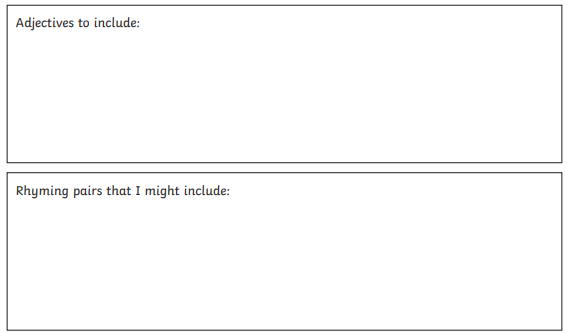 Adjectives to include:
Rhyming pairs that I might include: